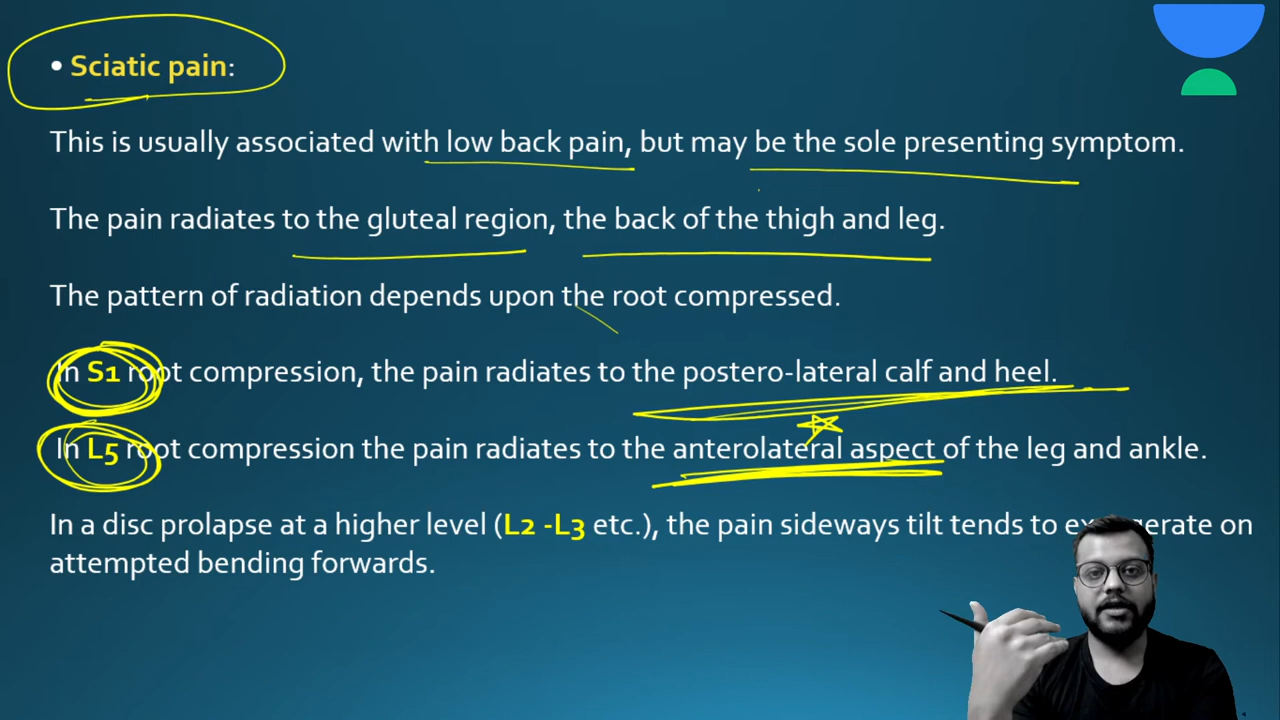 • Sciatic pain:
This is usually associated with low back pain, but may be the sole presenting symptom.
The pain radiates to the gluteal region, the back of the thigh and leg.
The pattern of radiation depends upon the root compressed.
In S1 root compression, the pain radiates to the postero-lateral calf and heel.
In L5 root compression the pain radiates to the anterolateral aspect of the leg and ankle.
In a disc prolapse at a higher level (L2 -L3 etc.), the pain sideways tilt tends to on
attempted bending forwards.